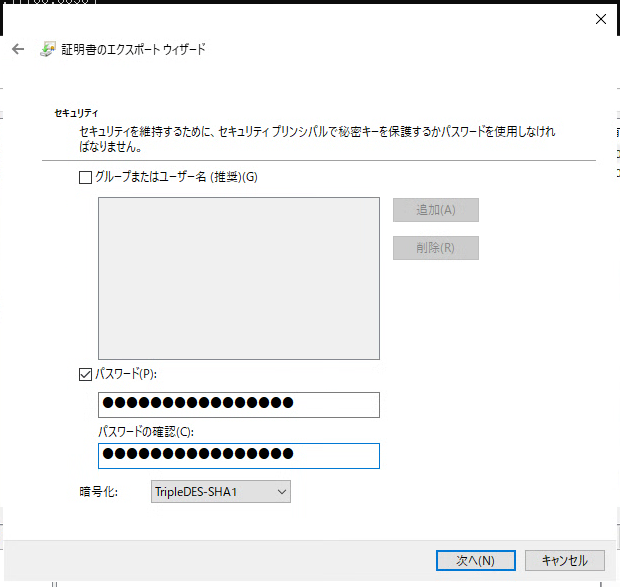 証明書のエクスポート ウィザード
セキュリティ
セキュリティを維持するために、セキュリティ プリンシパルで秘密キーを保護するかパスワードを使用しなけれ
ばなりません。
グループまたはユーザー名 (推奨)(G)
追加(A)
削除(R)
パスワード(P):
●●●●●●●●●●●●●●●●
パスワードの確認(C):
●●●●●●●●●●●●●●●●
暗号化:
TripleDES-SHA1
次へ(N)
キャンセル